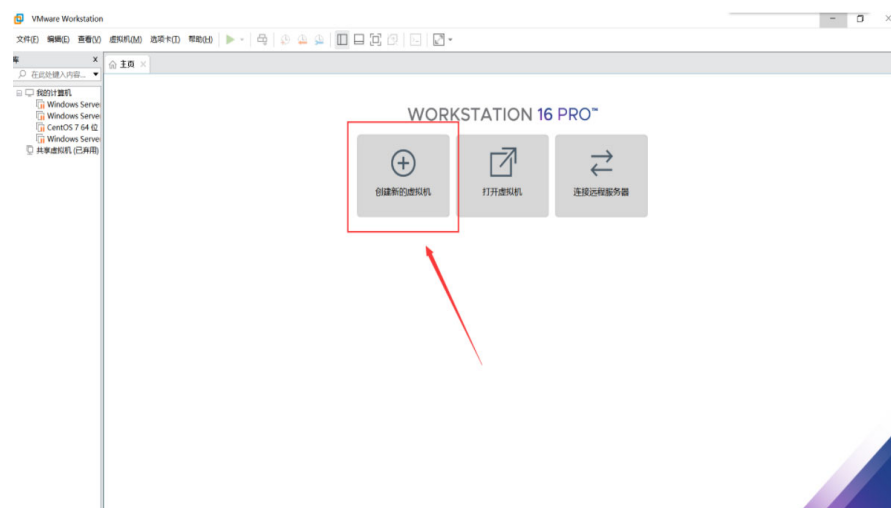 VMware Workstation
文件(F) 编辑(E) 查看(V) 虚拟机(M) 选项卡(T) 帮助(H)
库 x
在此处键入内容...
主页 ×
我的计算机
Windows Serve
Windows Serve
CentOS 7 64 位
Windows Serve
共享虚拟机 (已弃用)
WORKSTATION 16 PRO™
创建新的虚拟机 打开虚拟机 连接远程服务器